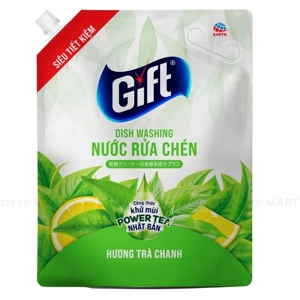 SIÊU TIẾT KIỆM
EARTH
Gift
DISH WASHING
NƯỚC RỬA CHÉN
Công thức
khử mùi
POWER TEA
NHẬT BẢN
HƯƠNG TRÀ CHANH